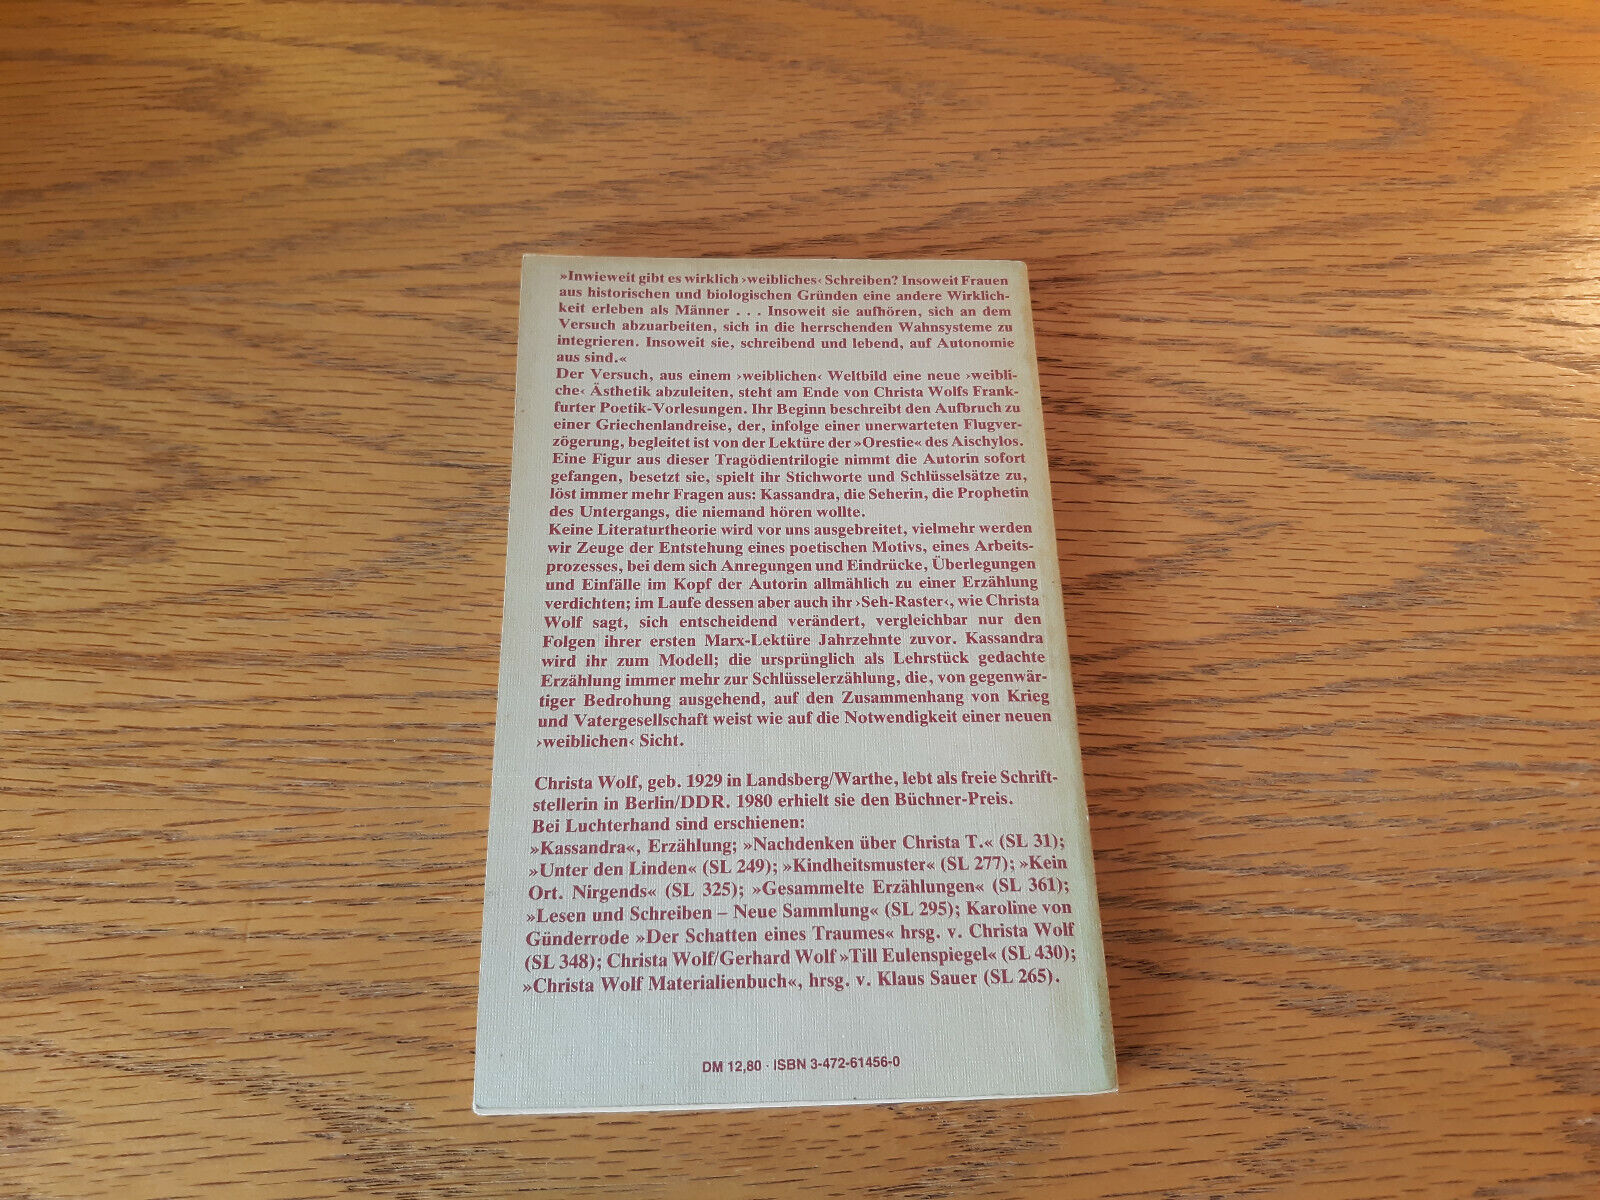 »Inwieweit gibt es wirklich ›weibliches‹ Schreiben? Insoweit Frauen
aus historischen und biologischen Gründen eine andere Wirklich-
keit erleben als Männer . . . Insoweit sie aufhören, sich an dem
Versuch abzuarbeiten, sich in die herrschenden Wahnsysteme zu
integrieren. Insoweit sie, schreibend und lebend, auf Autonomie
aus sind.«
Der Versuch, aus einem ›weiblichen‹ Weltbild eine neue ›weibli-
che‹ Ästhetik abzuleiten, steht am Ende von Christa Wolfs Frank-
furter Poetik-Vorlesungen. Ihr Beginn beschreibt den Aufbruch zu
einer Griechenlandreise, der, infolge einer unerwarteten Flugver-
zögerung, begleitet ist von der Lektüre der »Orestie« des Aischylos.
Eine Figur aus dieser Tragödientrilogie nimmt die Autorin sofort
gefangen, besetzt sie, spielt ihr Stichworte und Schlüsselsätze zu,
löst immer mehr Fragen aus: Kassandra, die Seherin, die Prophetin
des Untergangs, die niemand hören wollte.
Keine Literaturtheorie wird vor uns ausgebreitet, vielmehr werden
wir Zeuge der Entstehung eines poetischen Motivs, eines Arbeits-
prozesses, bei dem sich Anregungen und Eindrücke, Überlegungen
und Einfälle im Kopf der Autorin allmählich zu einer Erzählung
verdichten; im Laufe dessen aber auch ihr ›Seh-Raster‹, wie Christa
Wolf sagt, sich entscheidend verändert, vergleichbar nur den
Folgen ihrer ersten Marx-Lektüre Jahrzehnte zuvor. Kassandra
wird ihr zum Modell; die ursprünglich als Lehrstück gedachte
Erzählung immer mehr zur Schlüsselerzählung, die, von gegenwär-
tiger Bedrohung ausgehend, auf den Zusammenhang von Krieg
und Vatergesellschaft weist wie auf die Notwendigkeit einer neuen
›weiblichen‹ Sicht.
Christa Wolf, geb. 1929 in Landsberg/Warthe, lebt als freie Schrift-
stellerin in Berlin/DDR. 1980 erhielt sie den Büchner-Preis.
Bei Luchterhand sind erschienen:
»Kassandra«, Erzählung; »Nachdenken über Christa T.« (SL 31);
»Unter den Linden« (SL 249); »Kindheitsmuster« (SL 277); »Kein
Ort. Nirgends« (SL 325); »Gesammelte Erzählungen« (SL 361);
»Lesen und Schreiben – Neue Sammlung« (SL 295); Karoline von
Günderrode »Der Schatten eines Traumes« hrsg. v. Christa Wolf
(SL 348); Christa Wolf/Gerhard Wolf »Till Eulenspiegel« (SL 430);
»Christa Wolf Materialienbuch«, hrsg. v. Klaus Sauer (SL 265).
DM 12,80 · ISBN 3-472-61456-0